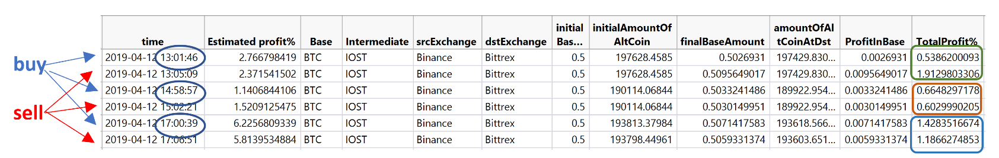 time Estimated profit% Base Intermediate srcExchange dstExchange initial Bas... initialAmountOf AltCoin finalBaseAmount amountOfAl tCoinAtDst ProfitInBase TotalProfit%
buy
2019-04-12 13:01:46 2.766798419 BTC IOST Binance Bittrex 0.5 197628.4585 0.5026931 197429.830... 0.0026931 0.5386200093
2019-04-12 13:05:09 2.371541502 BTC IOST Binance Bittrex 0.5 197628.4585 0.5095649017 197429.830... 0.0095649017 1.9129803306
2019-04-12 14:58:57 1.1406844106 BTC IOST Binance Bittrex 0.5 190114.06844 0.5033241486 189922.954... 0.0033241486 0.6648297178
sell
2019-04-12 15:02:21 1.5209125475 BTC IOST Binance Bittrex 0.5 190114.06844 0.5030149951 189922.954... 0.0030149951 0.6029990205
2019-04-12 17:00:39 6.2256809339 BTC IOST Binance Bittrex 0.5 193813.37984 0.5071417583 193618.566... 0.0071417583 1.4283516674
2019-04-12 17:06:51 5.8139534884 BTC IOST Binance Bittrex 0.5 193798.44961 0.5059331374 193603.651... 0.0059331374 1.1866274853